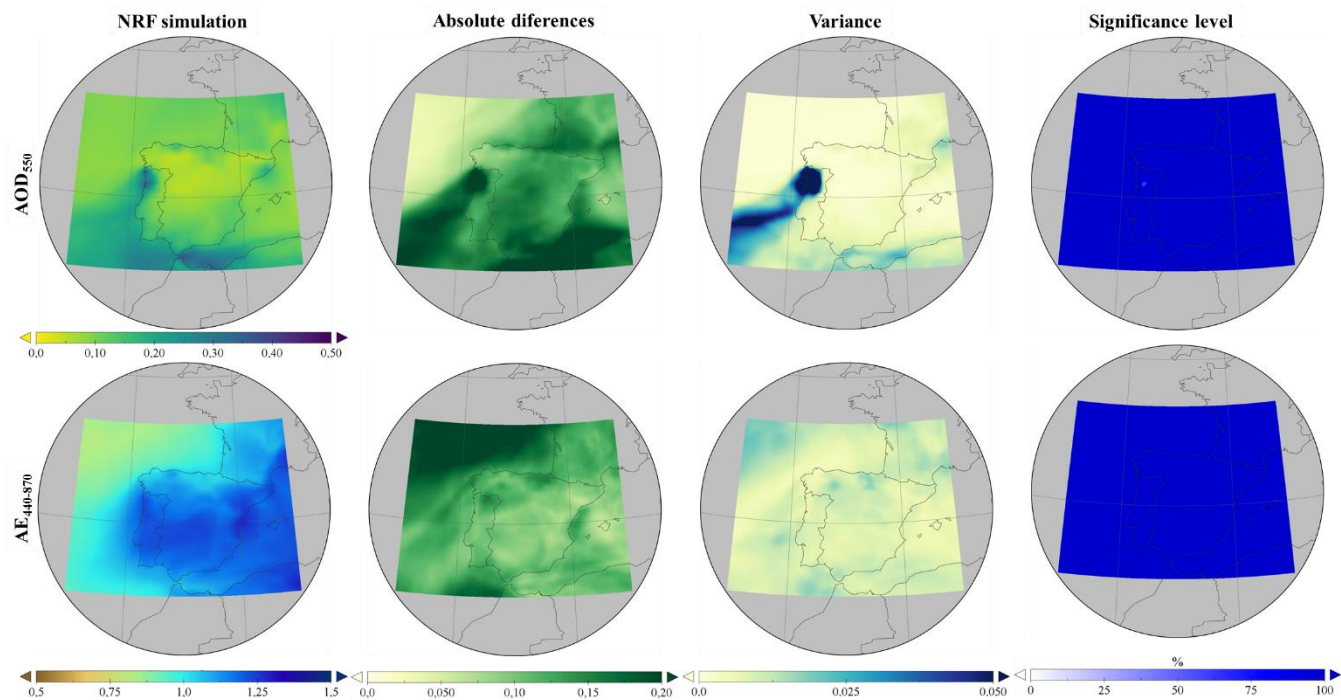 NRF simulation
Absolute diferences
Variance
Significance level
AOD550
0,0 0,10 0,20 0,30 0,40 0,50
AE440-870
%
0,5 0,75 1,0 1,25 1,5
0,0 0,05 0,10 0,15 0,20
0,0 0,025 0,050
0 25 50 75 100